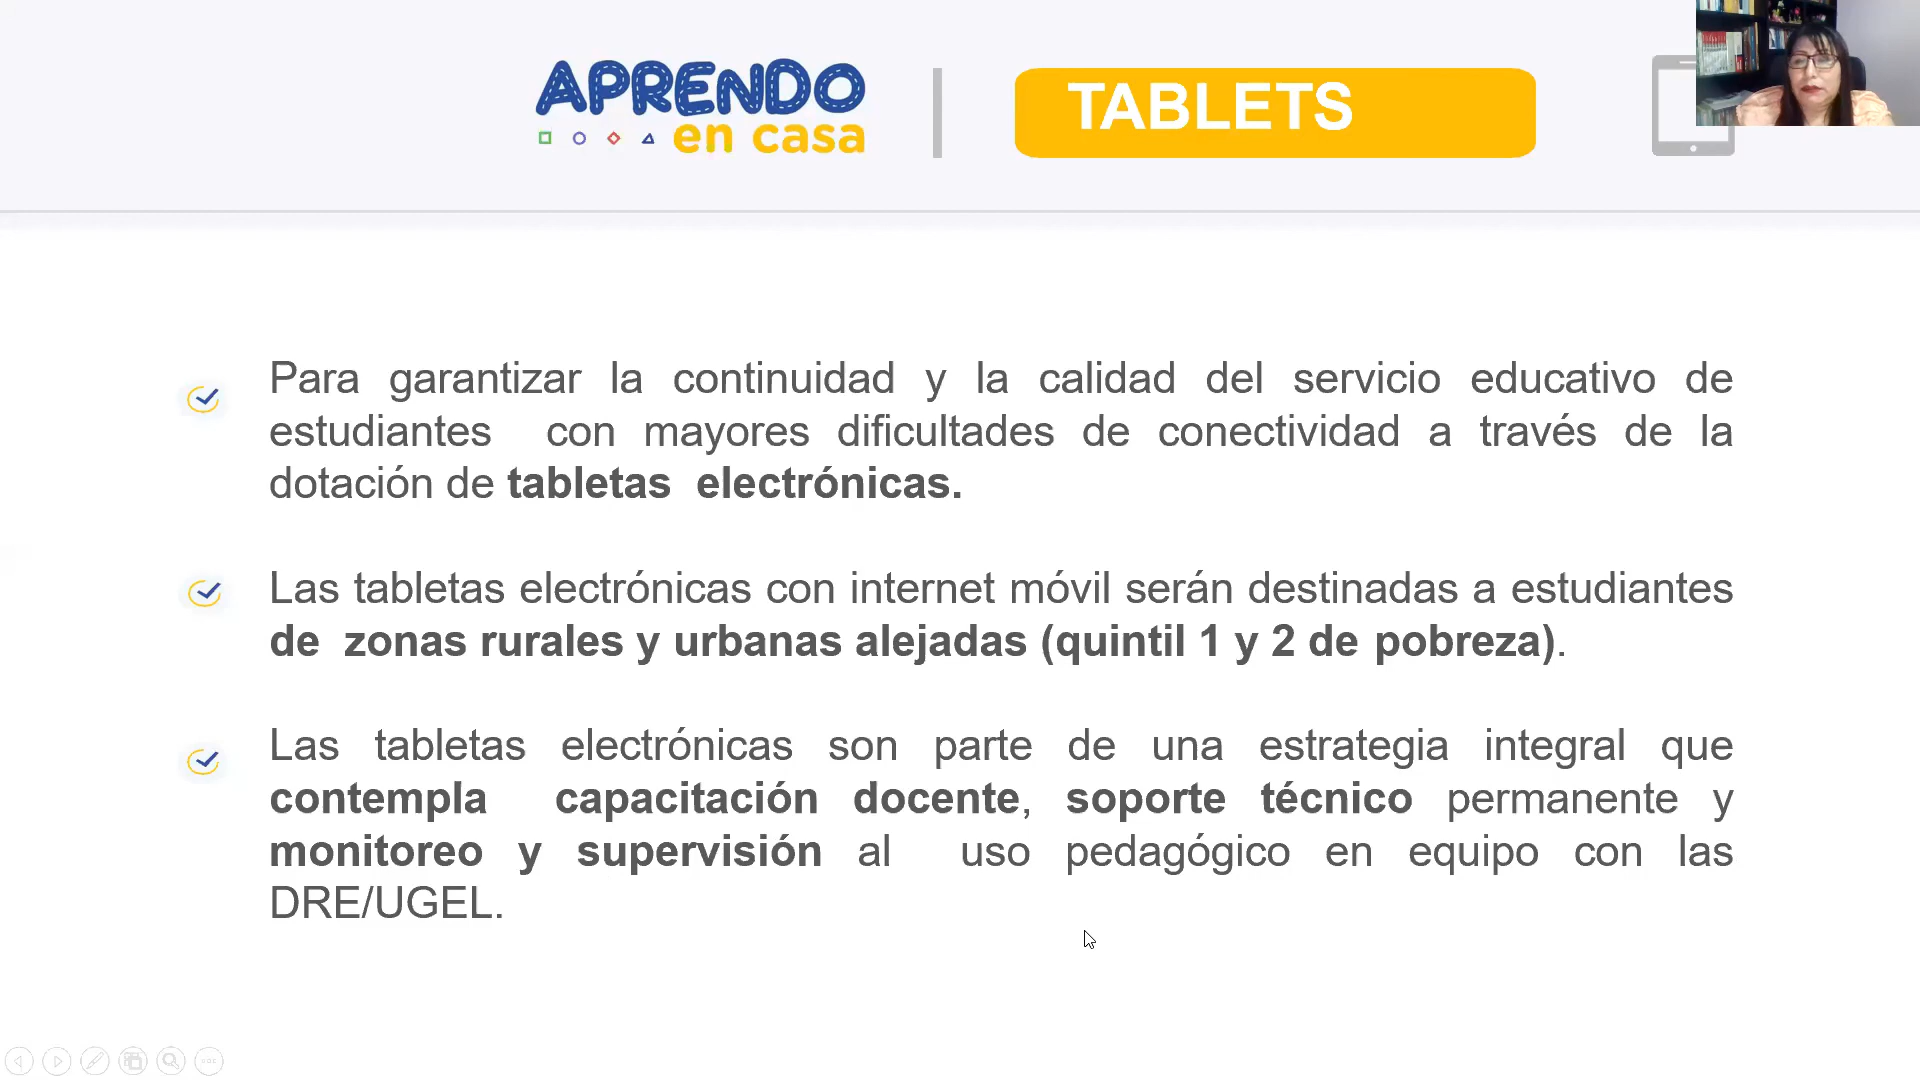 APRENDO
en casa
TABLETS
Para garantizar la continuidad y la calidad del servicio educativo de
estudiantes con mayores dificultades de conectividad a través de la
dotación de tabletas electrónicas.
Las tabletas electrónicas con internet móvil serán destinadas a estudiantes
de zonas rurales y urbanas alejadas (quintil 1 y 2 de pobreza).
Las tabletas electrónicas son parte de una estrategia integral que
contempla capacitación docente, soporte técnico permanente y
monitoreo y supervisión al uso pedagógico en equipo con las
DRE/UGEL.